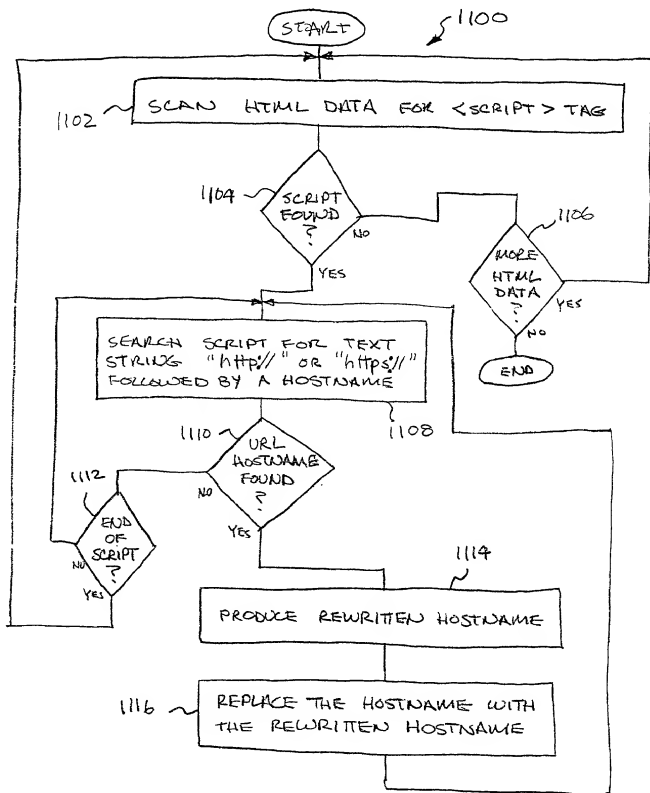 START
1100
1102
SCAN HTML DATA FOR <SCRIPT> TAG
1104
SCRIPT
FOUND
?
NO
YES
1106
MORE
HTML
DATA
?
YES
NO
END
SEARCH SCRIPT FOR TEXT
STRING "http://" OR "https://"
FOLLOWED BY A HOSTNAME
1108
1110
URL
HOSTNAME
FOUND
?
NO
YES
1112
END
OF
SCRIPT
?
NO
YES
1114
PRODUCE REWRITTEN HOSTNAME
1116
REPLACE THE HOSTNAME WITH
THE REWRITTEN HOSTNAME